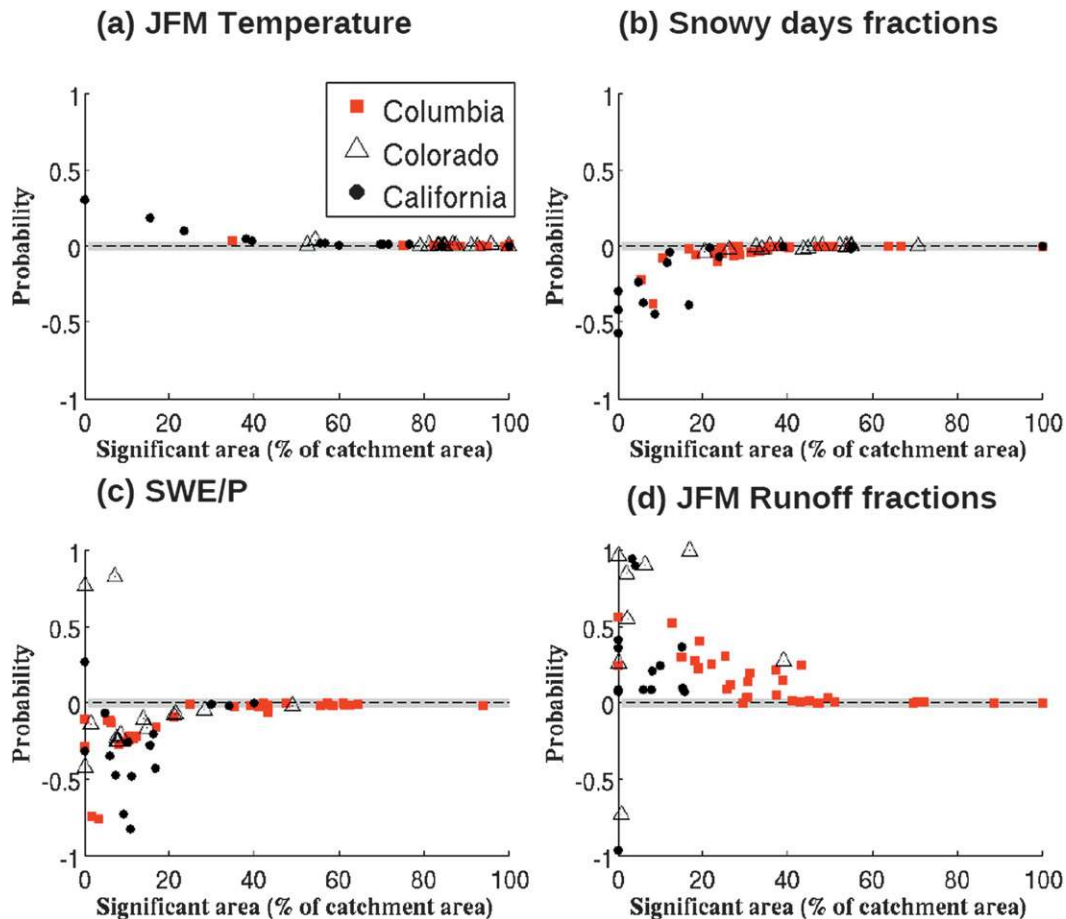 (a) JFM Temperature
1
0.5
0
-0.5
-1
Probability
Columbia
Colorado
California
0 20 40 60 80 100
Significant area (% of catchment area)
(b) Snowy days fractions
1
0.5
0
-0.5
-1
Probability
0 20 40 60 80 100
Significant area (% of catchment area)
(c) SWE/P
1
0.5
0
-0.5
-1
Probability
0 20 40 60 80 100
Significant area (% of catchment area)
(d) JFM Runoff fractions
1
0.5
0
-0.5
-1
Probability
0 20 40 60 80 100
Significant area (% of catchment area)